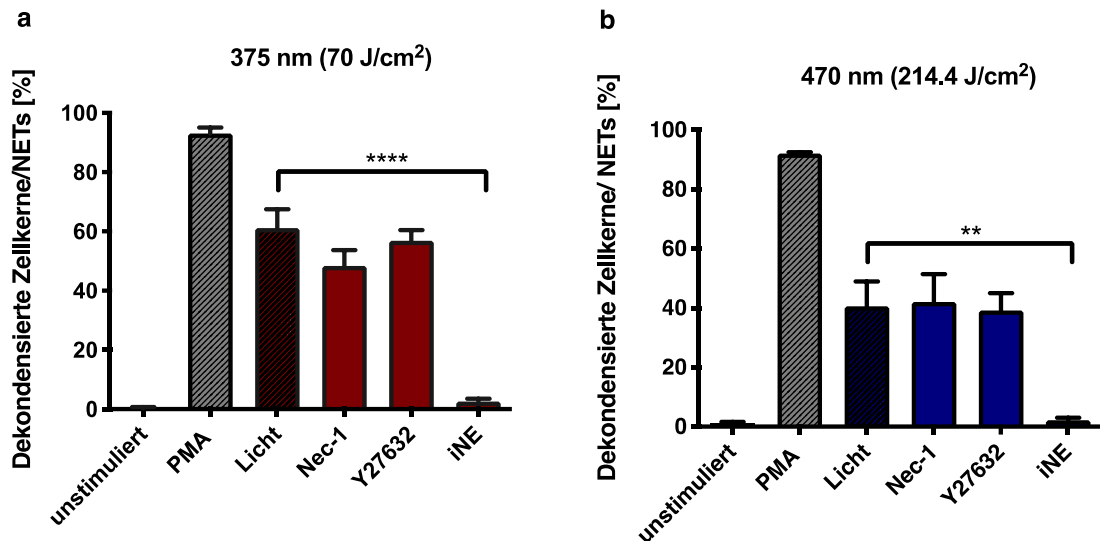 a
375 nm (70 J/cm²)
Dekondensierte Zellkerne/NETs [%]
100
80
60
40
20
0
****
unstimuliert
PMA
Licht
Nec-1
Y27632
iNE
b
470 nm (214.4 J/cm²)
Dekondensierte Zellkerne/ NETs [%]
100
80
60
40
20
0
**
unstimuliert
PMA
Licht
Nec-1
Y27632
iNE